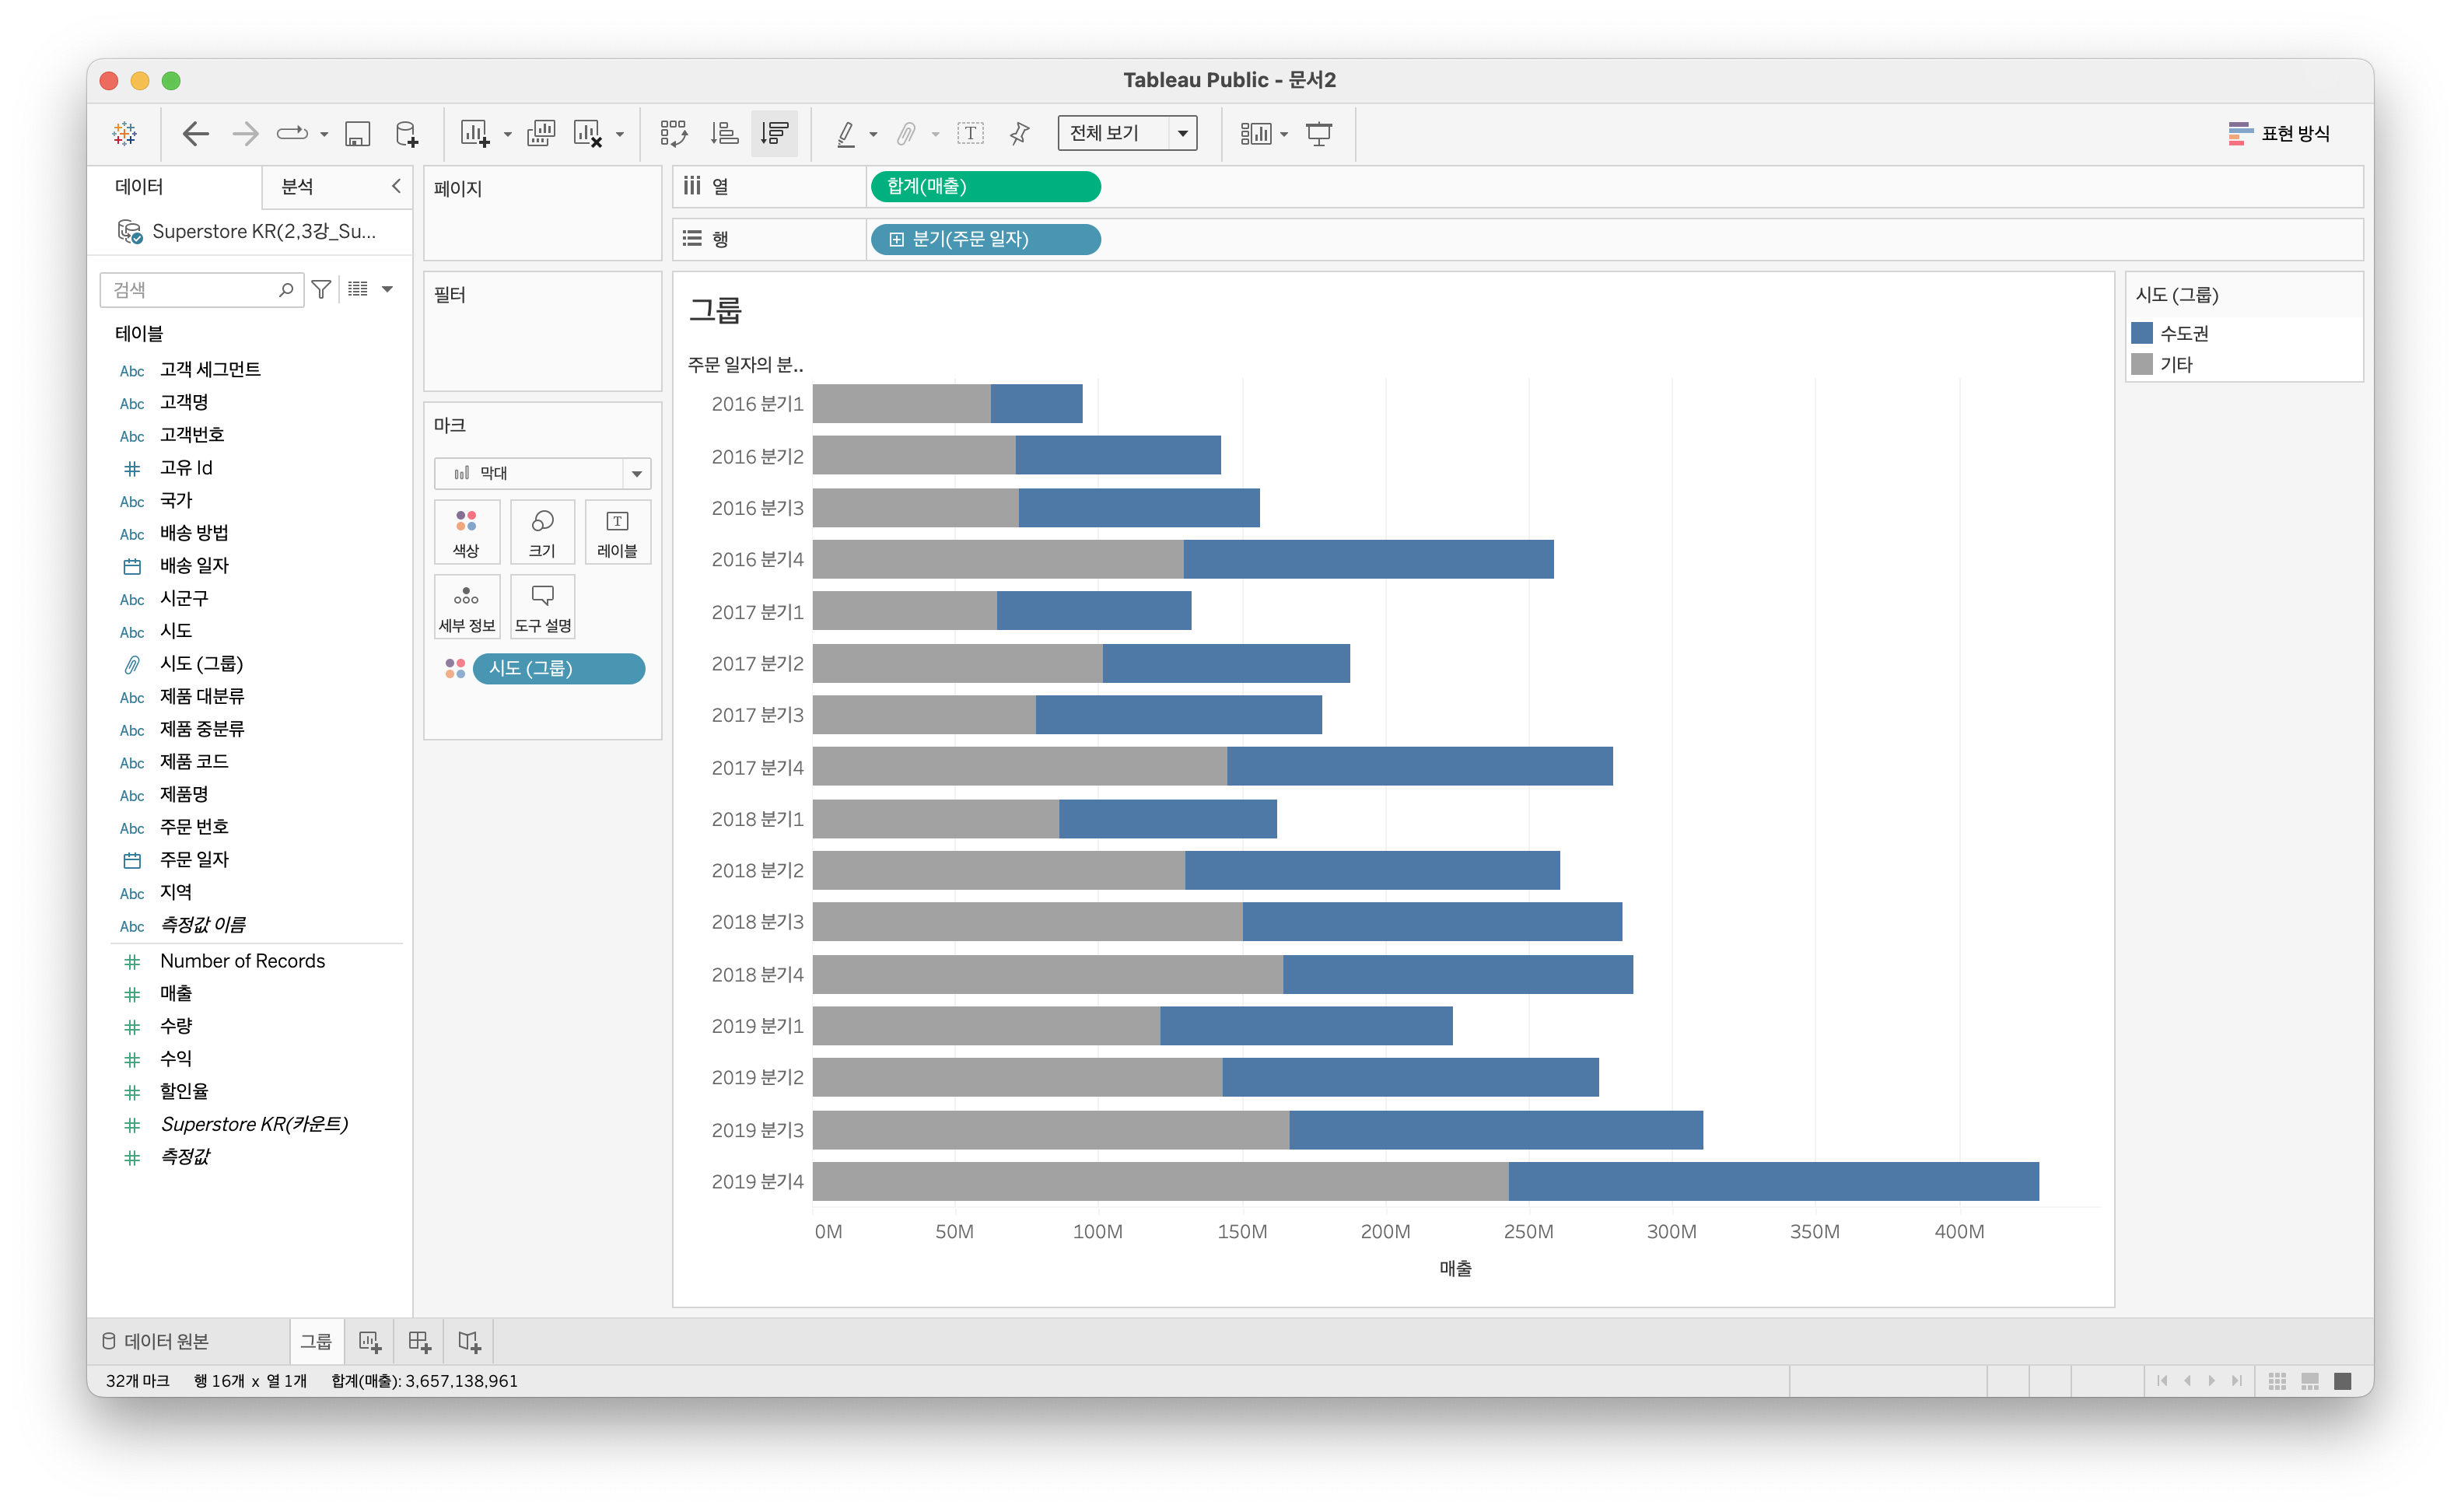 Tableau Public - 문서2
전체 보기
표현 방식
데이터
분석
Superstore KR(2,3강_Su...
검색
테이블
Abc 고객 세그먼트
Abc 고객명
Abc 고객번호
고유 Id
Abc 국가
Abc 배송 방법
배송 일자
Abc 시군구
Abc 시도
시도 (그룹)
Abc 제품 대분류
Abc 제품 중분류
Abc 제품 코드
Abc 제품명
Abc 주문 번호
주문 일자
Abc 지역
Abc 측정값 이름
Number of Records
매출
수량
수익
할인율
Superstore KR(카운트)
측정값
페이지
필터
마크
막대
색상
크기
레이블
세부 정보
도구 설명
시도 (그룹)
열
합계(매출)
행
분기(주문 일자)
그룹
주문 일자의 분..
2016 분기1
2016 분기2
2016 분기3
2016 분기4
2017 분기1
2017 분기2
2017 분기3
2017 분기4
2018 분기1
2018 분기2
2018 분기3
2018 분기4
2019 분기1
2019 분기2
2019 분기3
2019 분기4
0M 50M 100M 150M 200M 250M 300M 350M 400M
매출
시도 (그룹)
수도권
기타
데이터 원본
그룹
32개 마크 행 16개 x 열 1개 합계(매출): 3,657,138,961